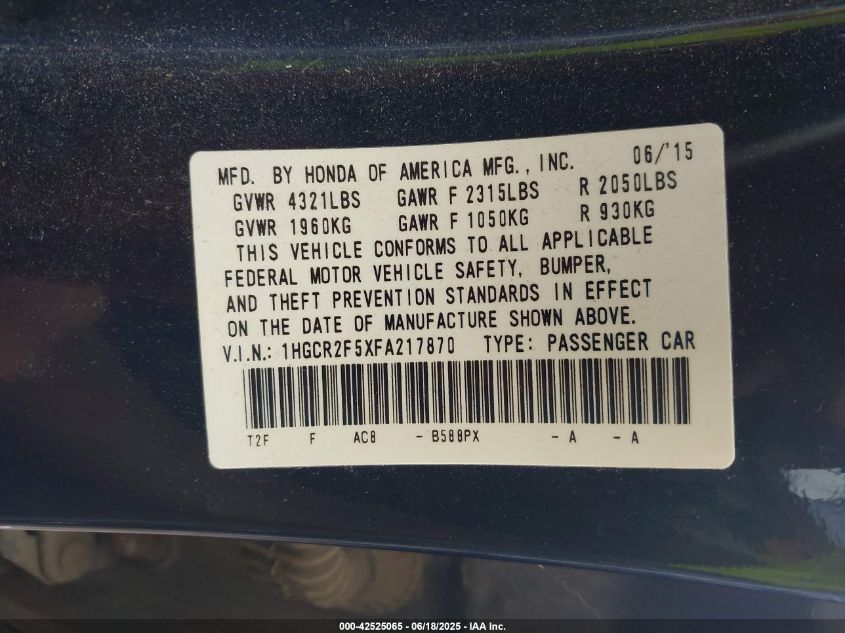 MFD. BY HONDA OF AMERICA MFG., INC. 06/'15
GVWR 4321LBS GAWR F 2315LBS R 2050LBS
GVWR 1960KG GAWR F 1050KG R 930KG
THIS VEHICLE CONFORMS TO ALL APPLICABLE
FEDERAL MOTOR VEHICLE SAFETY, BUMPER,
AND THEFT PREVENTION STANDARDS IN EFFECT
ON THE DATE OF MANUFACTURE SHOWN ABOVE.
V.I.N.: 1HGCR2F5XFA217870 TYPE: PASSENGER CAR
T2F F AC8 - B588PX - A - A
000-42525065 - 06/18/2025 - IAA Inc.